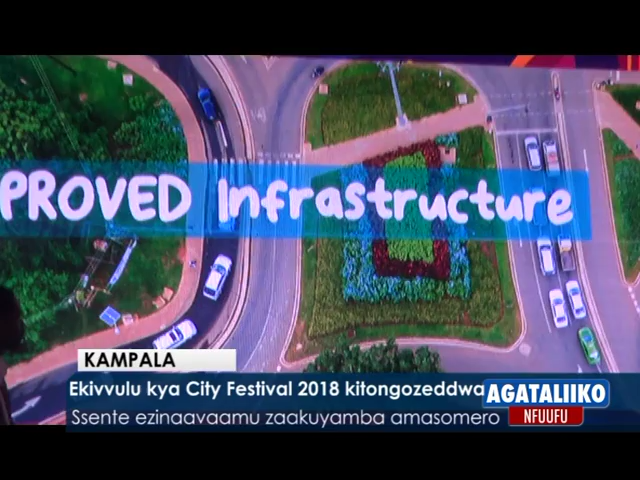 PROVED Infrastructure
KAMPALA
Ekivvulu kya City Festival 2018 kitongozeddwa
Ssente ezinaavaamu zaakuyamba amasomero
AGATALIIKO
NFUUFU